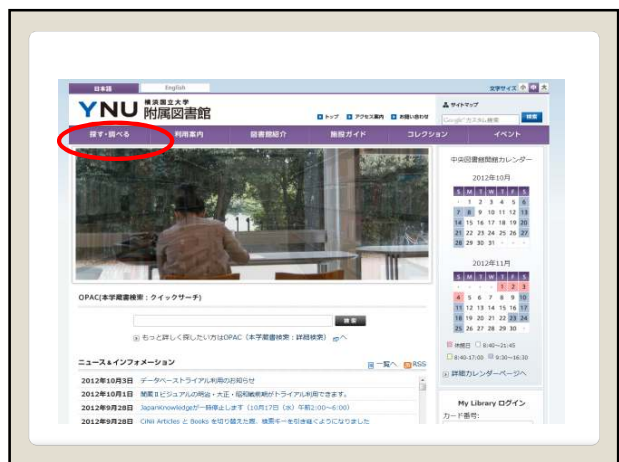 日本語 English 文字サイズ 小 中 大
YNU 横浜国立大学
附属図書館
トップ アクセス案内 お問い合わせ
サイトマップ
Google カスタム検索 検索
探す・調べる 利用案内 図書館紹介 施設ガイド コレクション イベント
OPAC(本学蔵書検索：クイックサーチ)
検索
もっと詳しく探したい方はOPAC（本学蔵書検索：詳細検索）へ
ニュース＆インフォメーション 一覧へ RSS
2012年10月3日 データベーストライアル利用のお知らせ
2012年10月1日 聞蔵Ⅱビジュアルの明治・大正・昭和戦前期がトライアル利用できます。
2012年9月28日 JapanKnowledgeが一時停止します（10月17日（水）午前2:00～6:00）
2012年9月28日 CiNii Articles と Books を切り替えた際、検索キーを引き継ぐようになりました
中央図書館開館カレンダー
2012年10月
S M T W T F S
· 1 2 3 4 5 6
7 8 9 10 11 12 13
14 15 16 17 18 19 20
21 22 23 24 25 26 27
28 29 30 31 · · ·
2012年11月
S M T W T F S
· · · · 1 2 3
4 5 6 7 8 9 10
11 12 13 14 15 16 17
18 19 20 21 22 23 24
25 26 27 28 29 30 ·
休館日 8:40～21:45
8:40-17:00 9:30～16:30
詳細カレンダーページへ
My Library ログイン
カード番号: